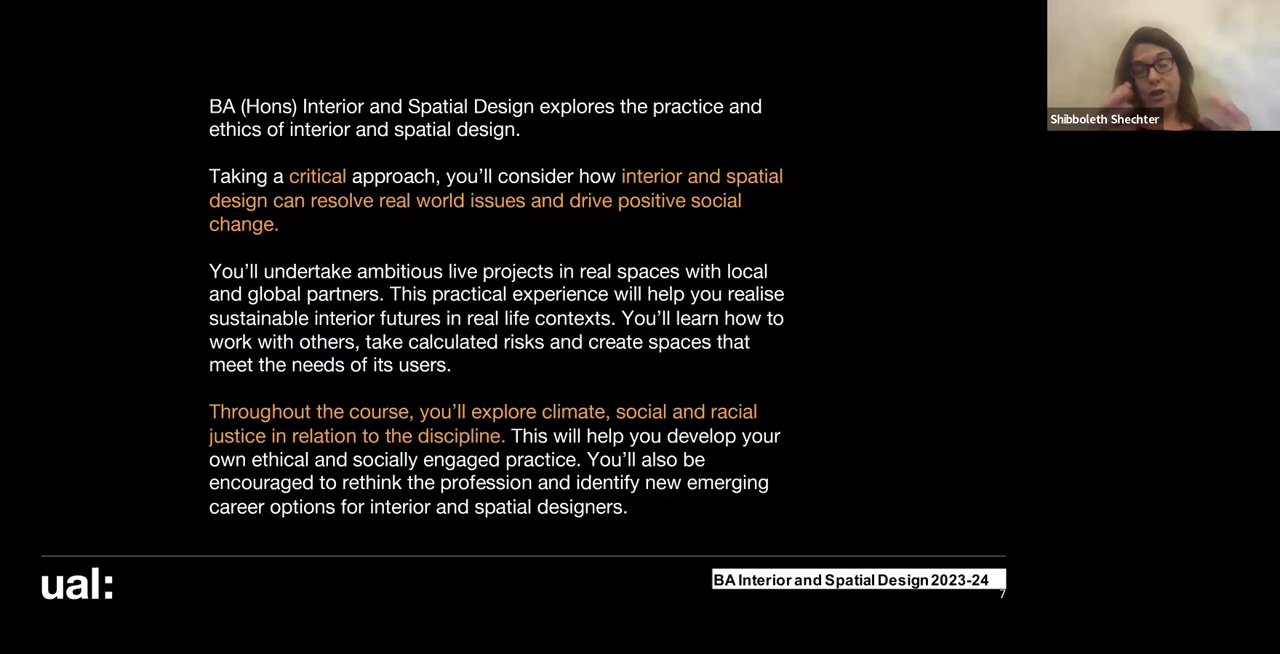 BA (Hons) Interior and Spatial Design explores the practice and
ethics of interior and spatial design.
Taking a critical approach, you'll consider how interior and spatial
design can resolve real world issues and drive positive social
change.
You'll undertake ambitious live projects in real spaces with local
and global partners. This practical experience will help you realise
sustainable interior futures in real life contexts. You'll learn how to
work with others, take calculated risks and create spaces that
meet the needs of its users.
Throughout the course, you'll explore climate, social and racial
justice in relation to the discipline. This will help you develop your
own ethical and socially engaged practice. You'll also be
encouraged to rethink the profession and identify new emerging
career options for interior and spatial designers.
Shibboleth Shechter
ual:
BA Interior and Spatial Design 2023-24
7